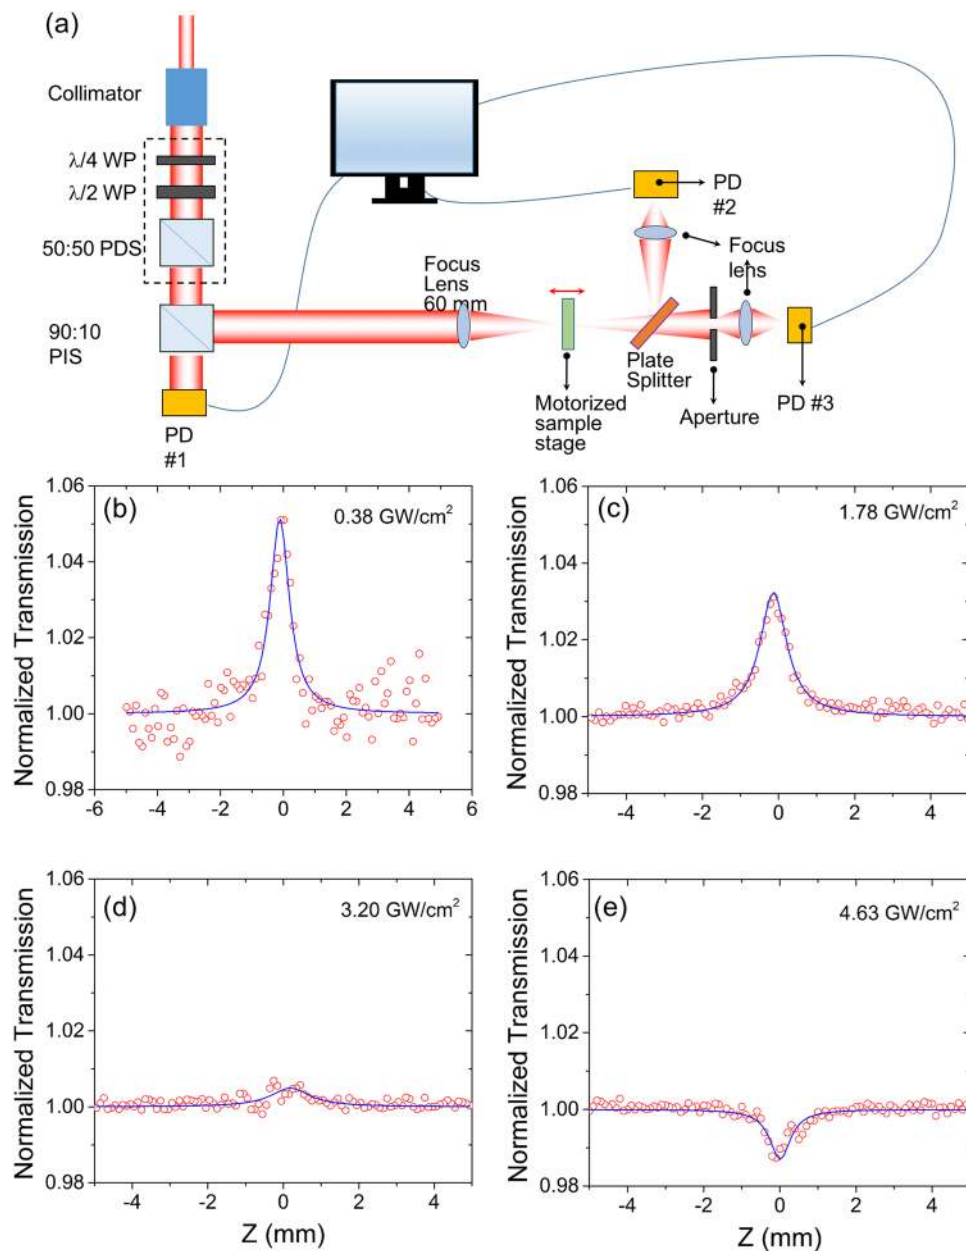 (a)
Collimator
λ/4 WP
λ/2 WP
50:50 PDS
90:10
PIS
PD
#1
Focus
Lens
60 mm
Motorized
sample
stage
PD
#2
Focus
lens
Plate
Splitter
Aperture
PD #3
(b)
0.38 GW/cm²
Normalized Transmission
1.06
1.04
1.02
1.00
0.98
-6
-4
-2
0
2
4
6
Z (mm)
(c)
1.78 GW/cm²
Normalized Transmission
1.06
1.04
1.02
1.00
0.98
-4
-2
0
2
4
Z (mm)
(d)
3.20 GW/cm²
Normalized Transmission
1.06
1.04
1.02
1.00
0.98
-4
-2
0
2
4
Z (mm)
(e)
4.63 GW/cm²
Normalized Transmission
1.06
1.04
1.02
1.00
0.98
-4
-2
0
2
4
Z (mm)